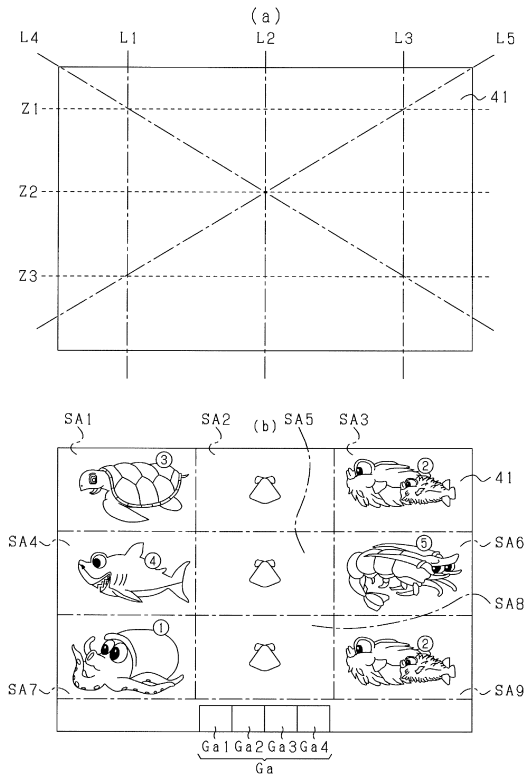 (a)
L4 L1 L2 L3 L5
Z1 41
Z2
Z3
SA1 SA2 (b) SA5 SA3
③ ② 41
SA4 ④ ⑤ SA6
SA8
① ②
SA7 SA9
Ga1 Ga2 Ga3 Ga4
Ga